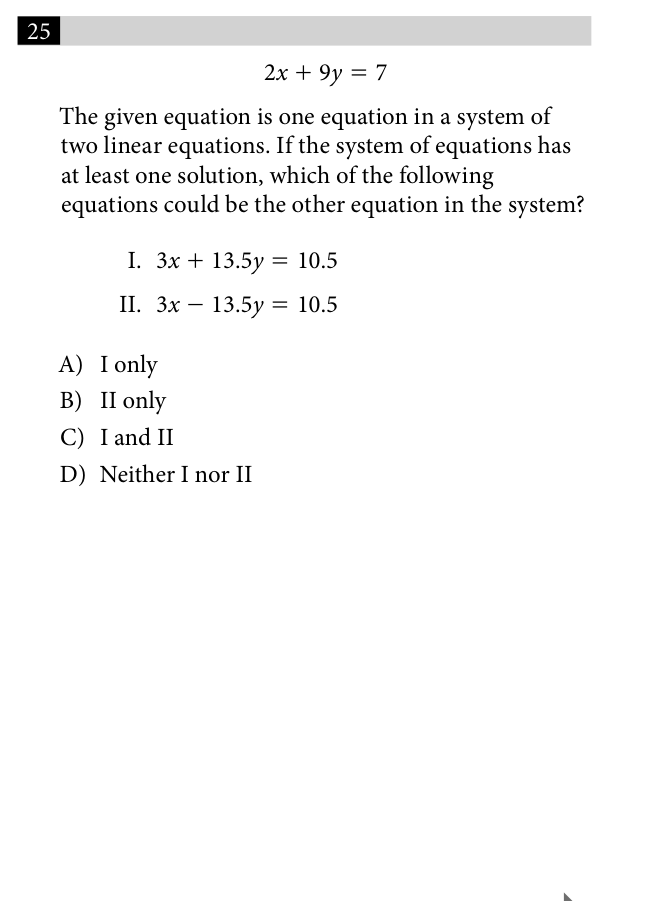 25
2x + 9y = 7
The given equation is one equation in a system of
two linear equations. If the system of equations has
at least one solution, which of the following
equations could be the other equation in the system?
I. 3x + 13.5y = 10.5
II. 3x − 13.5y = 10.5
A) I only
B) II only
C) I and II
D) Neither I nor II